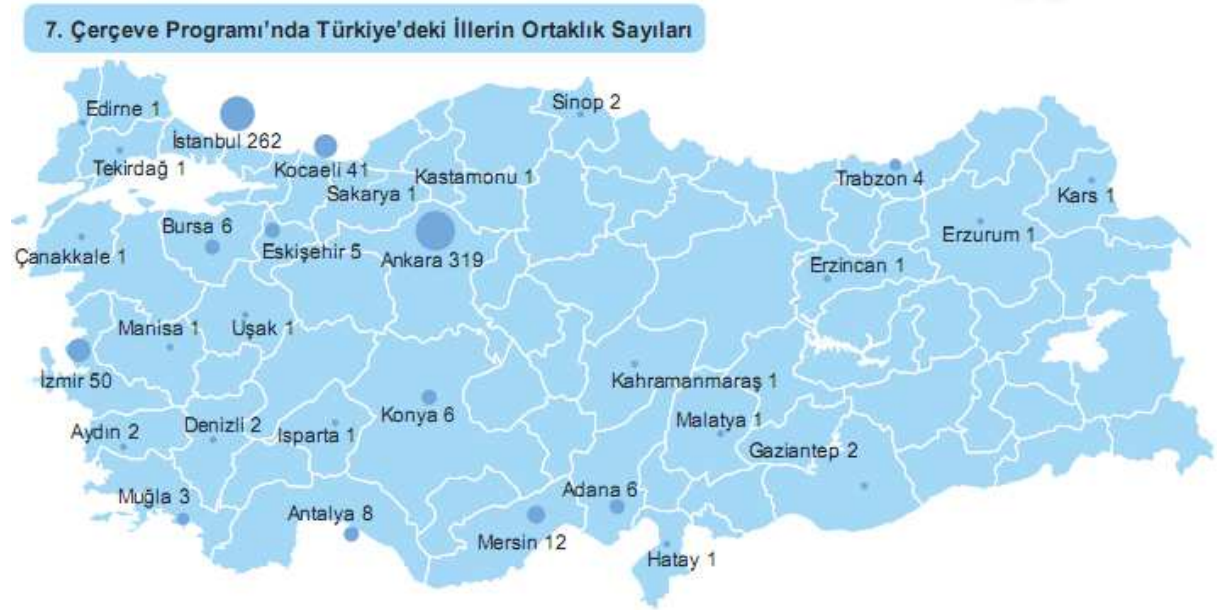 7. Çerçeve Programı'nda Türkiye'deki İllerin Ortaklık Sayıları
Edirne 1
Sinop 2
İstanbul 262
Tekirdağ 1
Kocaeli 41
Kastamonu 1
Trabzon 4
Sakarya 1
Kars 1
Bursa 6
Erzurum 1
Çanakkale 1
Eskişehir 5
Ankara 319
Erzincan 1
Manisa 1
Uşak 1
İzmir 50
Kahramanmaraş 1
Konya 6
Malatya 1
Denizli 2
Aydın 2
Isparta 1
Gaziantep 2
Muğla 3
Adana 6
Antalya 8
Mersin 12
Hatay 1